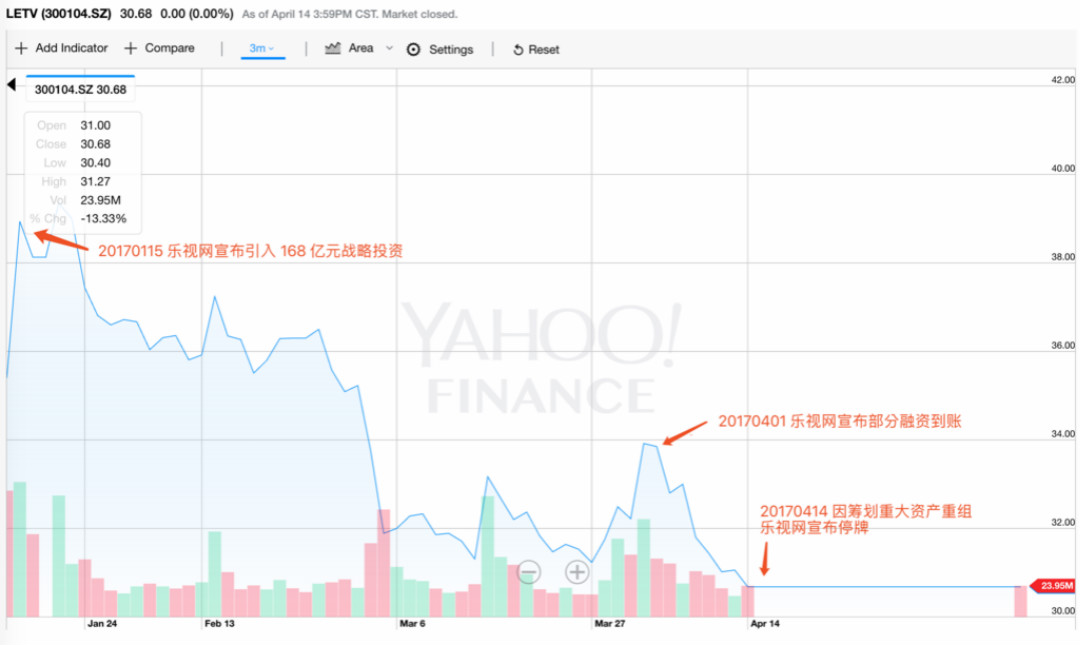 LETV (300104.SZ) 30.68 0.00 (0.00%) As of April 14 3:59PM CST. Market closed.
+ Add Indicator + Compare 3m Area Settings Reset
42.00
300104.SZ 30.68
Open 31.00
Close 30.68
Low 30.40
High 31.27
Vol 23.95M
% Chg -13.33%
40.00
20170115 乐视网宣布引入 168 亿元战略投资
38.00
YAHOO!
FINANCE
36.00
20170401 乐视网宣布部分融资到账
34.00
20170414 因筹划重大资产重组
乐视网宣布停牌
32.00
23.95M
30.00
Jan 24 Feb 13 Mar 6 Mar 27 Apr 14